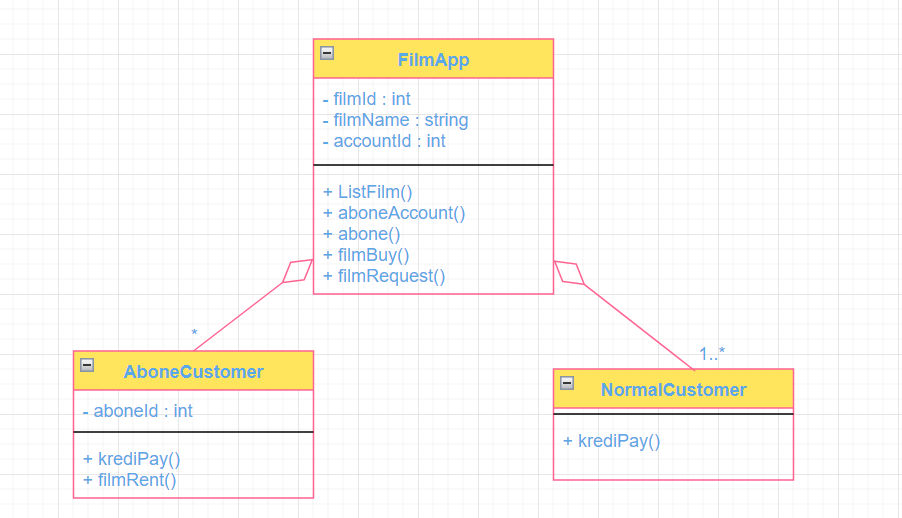 FilmApp
- filmId : int
- filmName : string
- accountId : int
+ ListFilm()
+ aboneAccount()
+ abone()
+ filmBuy()
+ filmRequest()
*
1..*
AboneCustomer
- aboneId : int
+ krediPay()
+ filmRent()
NormalCustomer
+ krediPay()